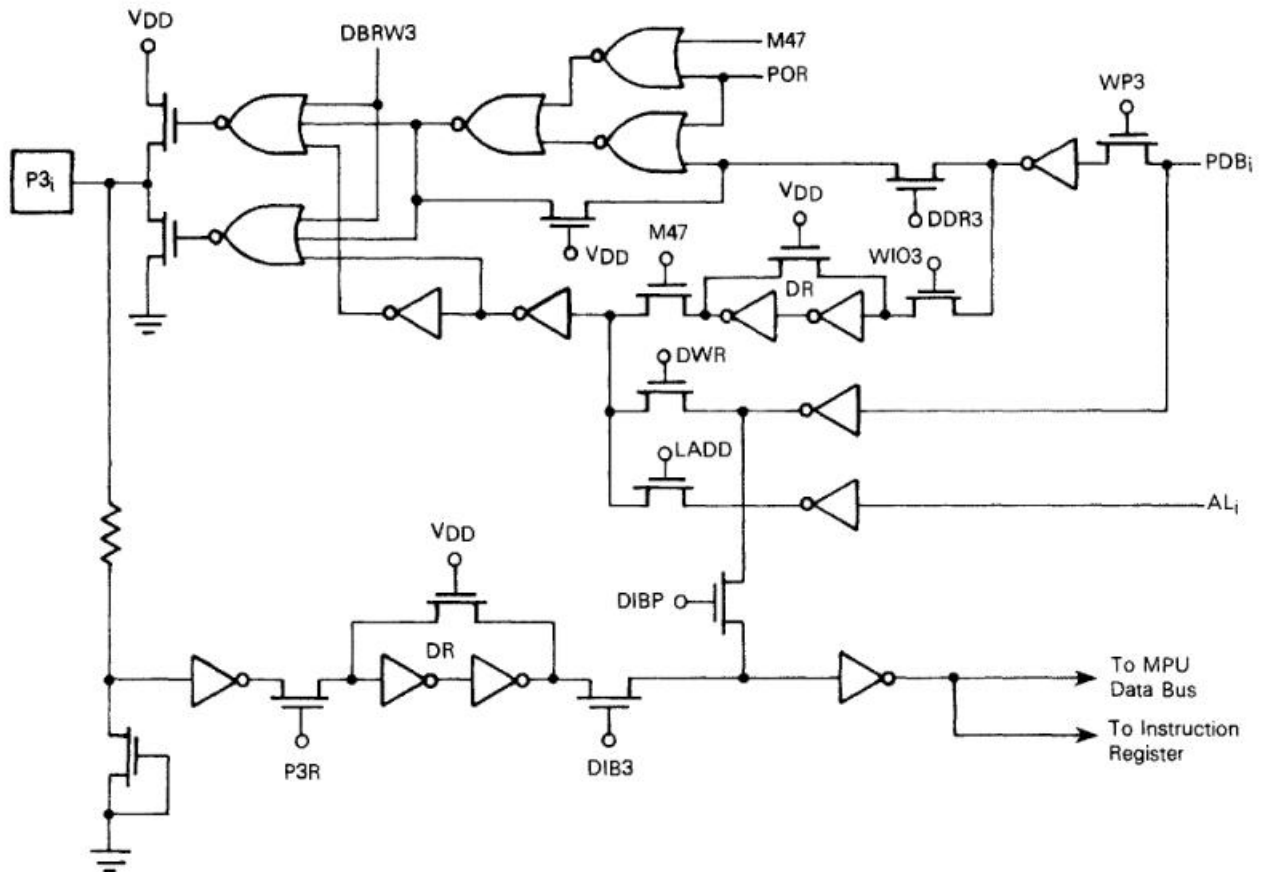 VDD
DBRW3
M47
POR
WP3
P3i
PDBi
VDD
DDR3
M47
WIO3
VDD
DR
DWR
LADD
ALi
VDD
DIBP
DR
To MPU
Data Bus
To Instruction
Register
P3R
DIB3